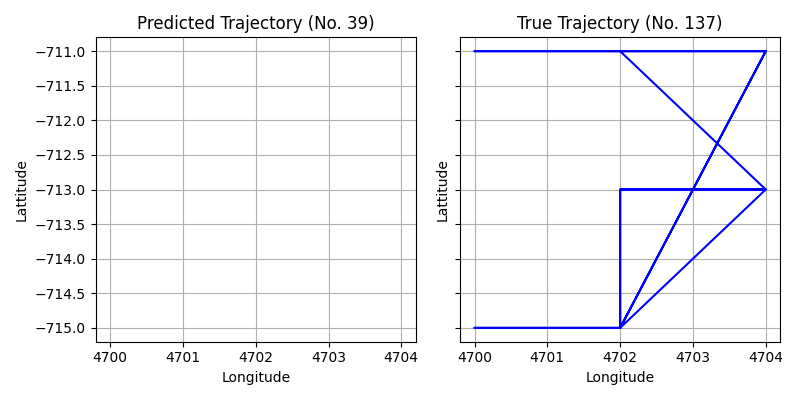 Predicted Trajectory (No. 39)
Lattitude
−711.0
−711.5
−712.0
−712.5
−713.0
−713.5
−714.0
−714.5
−715.0
4700 4701 4702 4703 4704
Longitude
True Trajectory (No. 137)
Lattitude
4700 4701 4702 4703 4704
Longitude